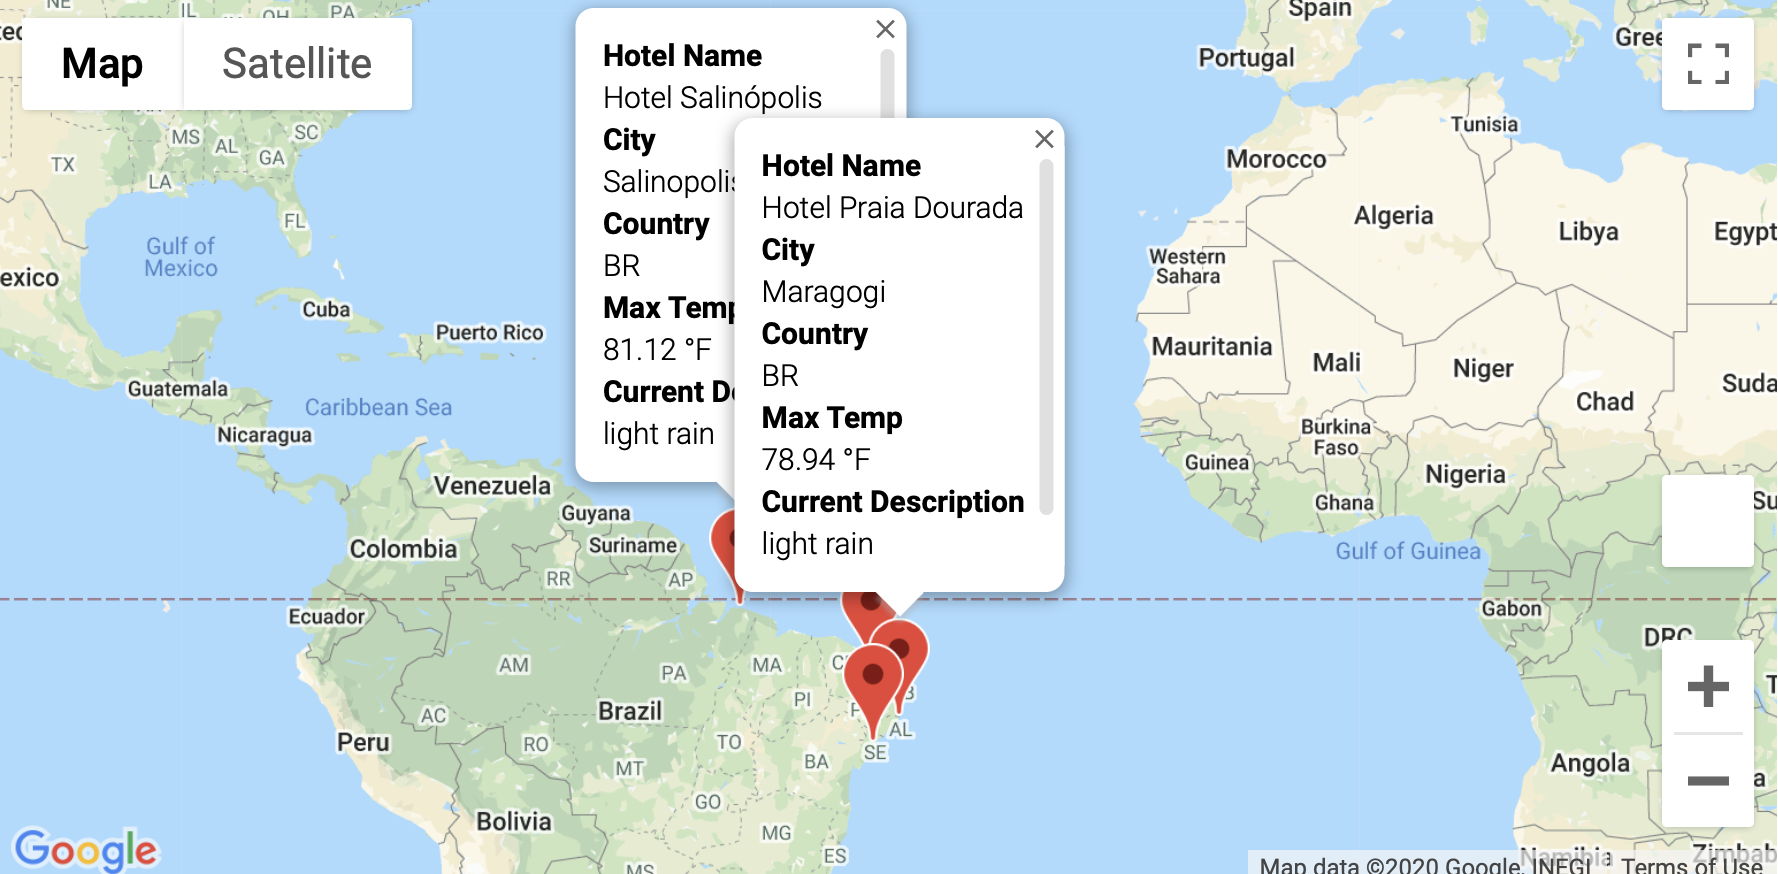 NE
IL
OH
PA
Spain
Map
Satellite
Portugal
Hotel Name
Hotel Salinópolis
City
Salinopolis
Country
BR
Max Temp
81.12 °F
Current De
light rain
Hotel Name
Hotel Praia Dourada
City
Maragogi
Country
BR
Max Temp
78.94 °F
Current Description
light rain
Gree
MS
AL
GA
SC
TX
LA
FL
Gulf of
Mexico
exico
Cuba
Puerto Rico
Guatemala
Caribbean Sea
Nicaragua
Tunisia
Morocco
Algeria
Libya
Egypt
Western
Sahara
Mauritania
Mali
Niger
Chad
Suda
Burkina
Faso
Guinea
Nigeria
Ghana
Su
Gulf of Guinea
Venezuela
Guyana
Suriname
Colombia
RR
AP
Ecuador
Gabon
DRC
AM
PA
MA
PI
AC
Brazil
AL
Peru
RO
TO
SE
MT
BA
Angola
GO
Bolivia
MG
ES
MS
Google
Namibia
Zimbab
Map data ©2020 Google, INEGI
Terms of Use